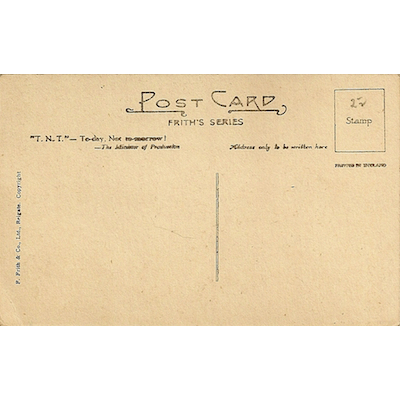 POST CARD
FRITH'S SERIES
"T. N. T."— To-day, Not to-morrow!
—The Minister of Production
Address only to be written here
Stamp
PRINTED IN ENGLAND
F. Frith & Co., Ltd., Reigate. Copyright